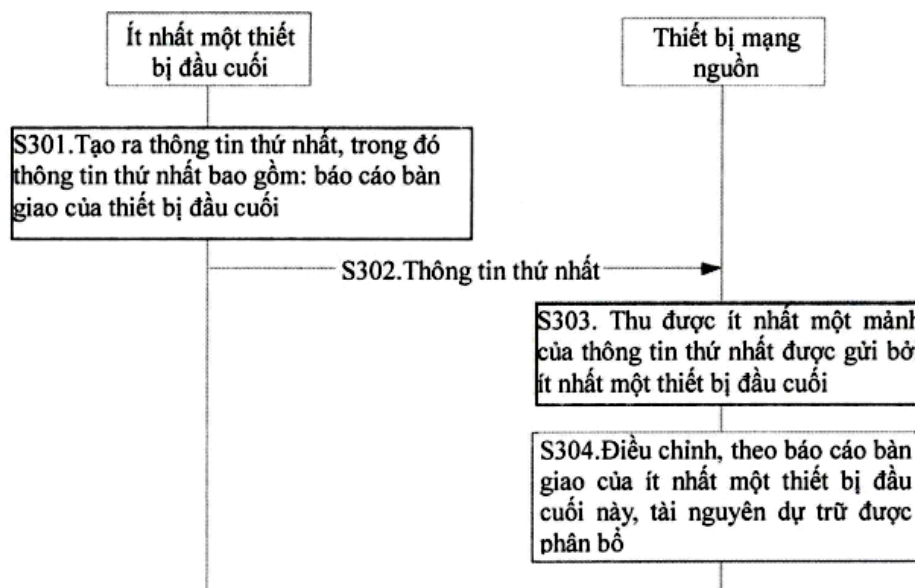 Ít nhất một thiết
bị đầu cuối
Thiết bị mạng
nguồn
S301.Tạo ra thông tin thứ nhất, trong đó
thông tin thứ nhất bao gồm: báo cáo bàn
giao của thiết bị đầu cuối
S302.Thông tin thứ nhất
S303. Thu được ít nhất một mảnh
của thông tin thứ nhất được gửi bởi
ít nhất một thiết bị đầu cuối
S304.Điều chỉnh, theo báo cáo bàn
giao của ít nhất một thiết bị đầu
cuối này, tài nguyên dự trữ được
phân bổ